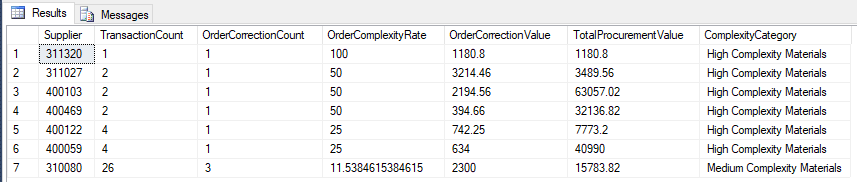 Results Messages
Supplier TransactionCount OrderCorrectionCount OrderComplexityRate OrderCorrectionValue TotalProcurementValue ComplexityCategory
1 311320 1 1 100 1180.8 1180.8 High Complexity Materials
2 311027 2 1 50 3214.46 3489.56 High Complexity Materials
3 400103 2 1 50 2194.56 63057.02 High Complexity Materials
4 400469 2 1 50 394.66 32136.82 High Complexity Materials
5 400122 4 1 25 742.25 7773.2 High Complexity Materials
6 400059 4 1 25 634 40990 High Complexity Materials
7 310080 26 3 11.5384615384615 2300 15783.82 Medium Complexity Materials